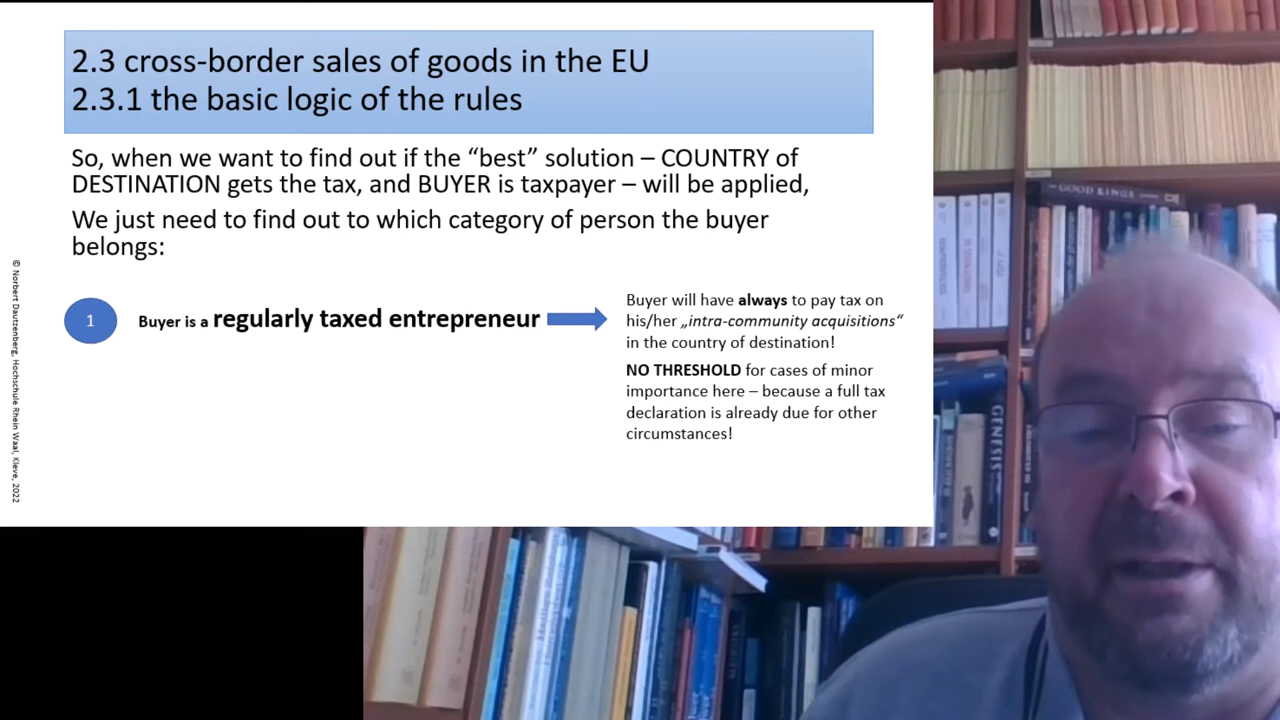 2.3 cross-border sales of goods in the EU
2.3.1 the basic logic of the rules
So, when we want to find out if the “best” solution – COUNTRY of
DESTINATION gets the tax, and BUYER is taxpayer – will be applied,
We just need to find out to which category of person the buyer
belongs:
1
Buyer is a regularly taxed entrepreneur
Buyer will have always to pay tax on
his/her „intra-community acquisitions“
in the country of destination!
NO THRESHOLD for cases of minor
importance here – because a full tax
declaration is already due for other
circumstances!
© Norbert Dautzenberg, Hochschule Rhein Waal, Kleve, 2022
GOOD KINGS
GENESIS